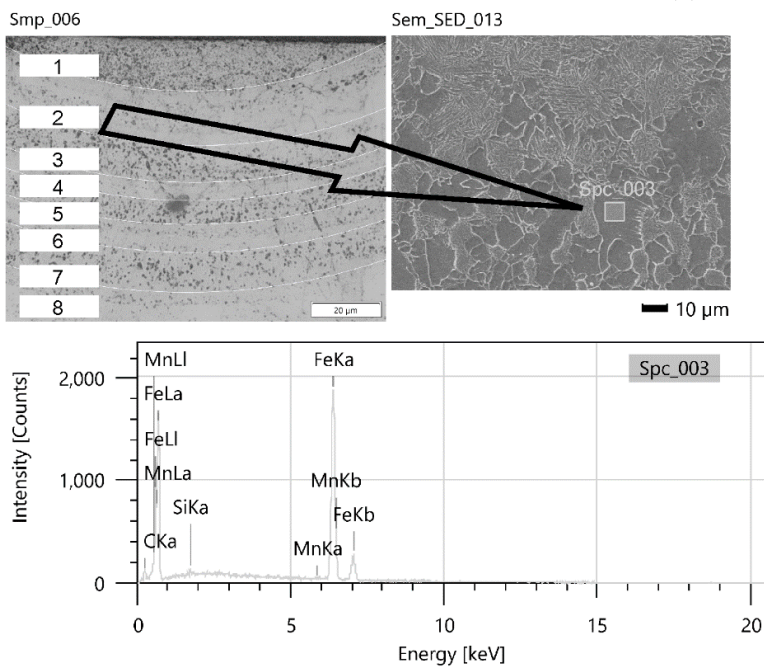 Smp_006
Sem_SED_013
1
2
3
4
5
6
7
8
20 µm
Spc_003
10 µm
Intensity [Counts]
2,000
1,000
0
MnLl
FeLa
FeLl
MnLa
SiKa
CKa
FeKa
MnKb
FeKb
MnKa
Spc_003
0
5
10
15
20
Energy [keV]